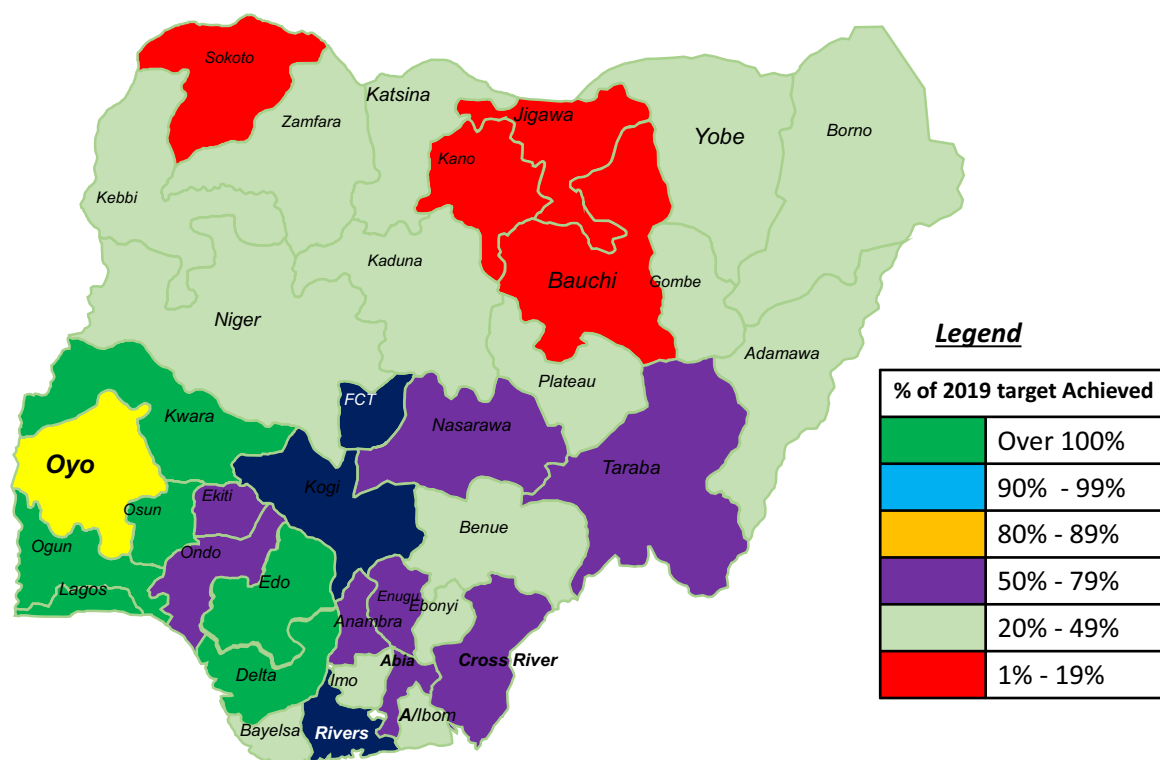 Sokoto
Katsina
Zamfara
Jigawa
Kano
Yobe
Borno
Kebbi
Kaduna
Bauchi
Gombe
Niger
Adamawa
Plateau
FCT
Kwara
Nasarawa
Taraba
Oyo
Kogi
Ekiti
Osun
Benue
Ogun
Ondo
Edo
Lagos
Enugu
Ebonyi
Anambra
Delta
Imo
Abia
Cross River
Bayelsa
Rivers
A/Ibom
Legend
% of 2019 target Achieved
Over 100%
90% - 99%
80% - 89%
50% - 79%
20% - 49%
1% - 19%